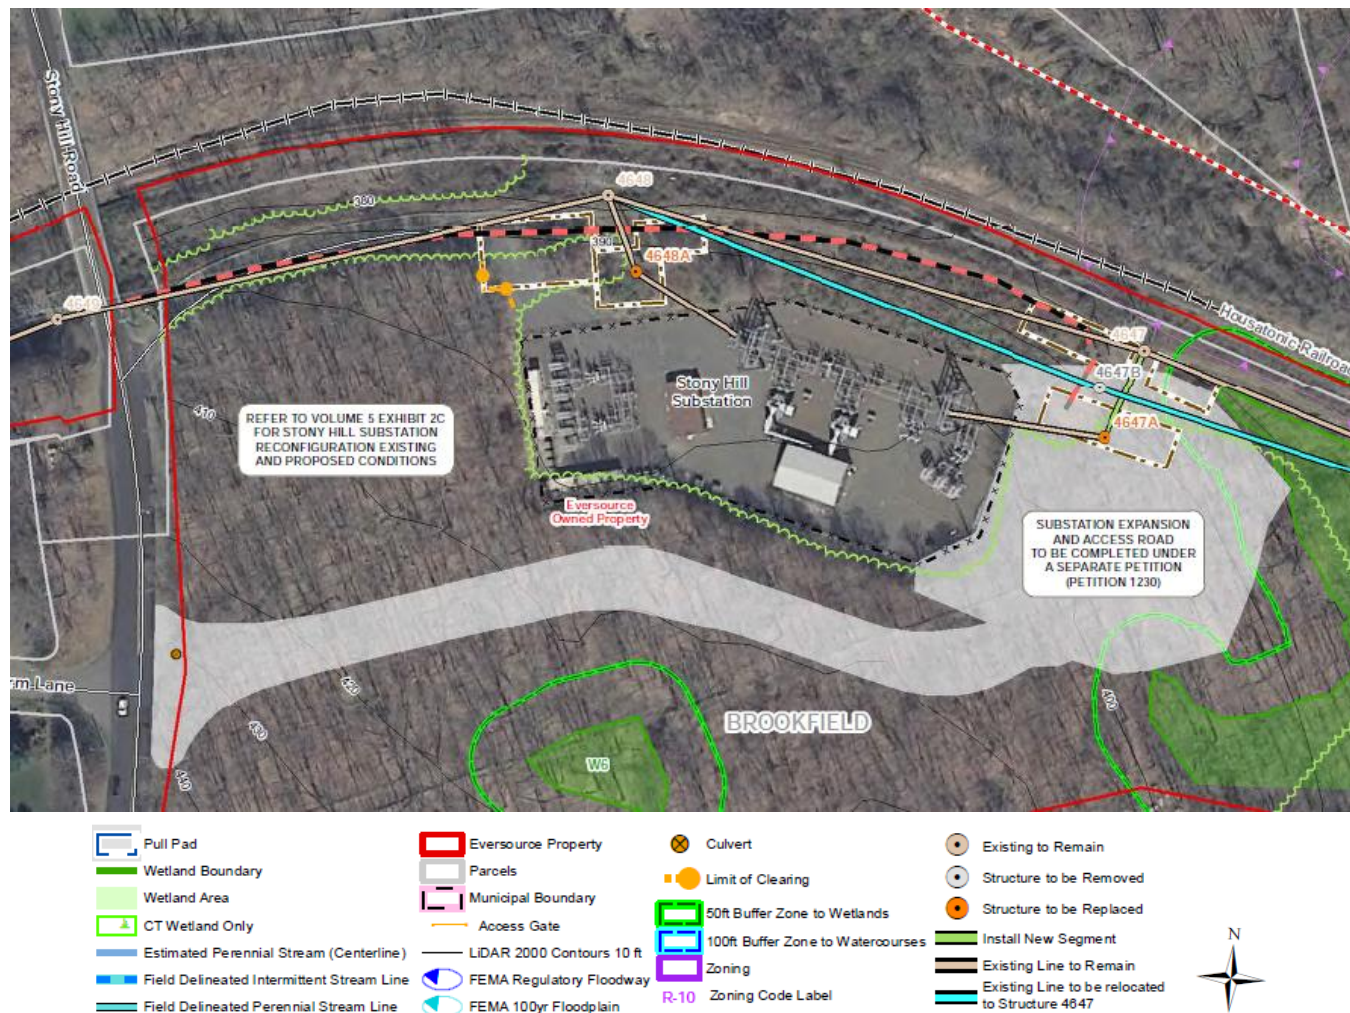 Stony Hill Road
4648
380
390
4648A
4649
4647
Housatonic Railroad
4647B
Stony Hill
Substation
4647A
410
REFER TO VOLUME 5 EXHIBIT 2C
FOR STONY HILL SUBSTATION
RECONFIGURATION EXISTING
AND PROPOSED CONDITIONS
Eversource
Owned Property
SUBSTATION EXPANSION
AND ACCESS ROAD
TO BE COMPLETED UNDER
A SEPARATE PETITION
(PETITION 1230)
rm Lane
420
400
430
BROOKFIELD
W6
440
Pull Pad
Wetland Boundary
Wetland Area
CT Wetland Only
Estimated Perennial Stream (Centerline)
Field Delineated Intermittent Stream Line
Field Delineated Perennial Stream Line
Eversource Property
Parcels
Municipal Boundary
Access Gate
LiDAR 2000 Contours 10 ft
FEMA Regulatory Floodway
FEMA 100yr Floodplain
Culvert
Limit of Clearing
50ft Buffer Zone to Wetlands
100ft Buffer Zone to Watercourses
Zoning
R-10 Zoning Code Label
Existing to Remain
Structure to be Removed
Structure to be Replaced
Install New Segment
Existing Line to Remain
Existing Line to be relocated
to Structure 4647
N